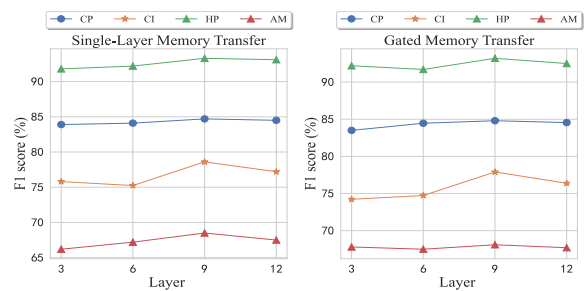 CP CI HP AM
Single-Layer Memory Transfer
F1 score (%)
90
85
80
75
70
65
3 6 9 12
Layer
CP CI HP AM
Gated Memory Transfer
F1 score (%)
90
85
80
75
70
3 6 9 12
Layer